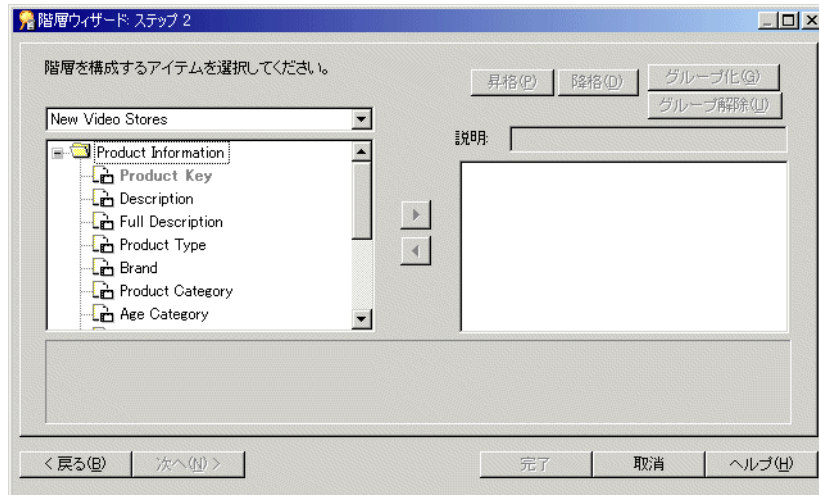 階層ウィザード: ステップ 2
階層を構成するアイテムを選択してください。
昇格(P)
降格(D)
グループ化(G)
グループ解除(U)
New Video Stores
説明:
Product Information
Product Key
Description
Full Description
Product Type
Brand
Product Category
Age Category
< 戻る(B)
次へ(N) >
完了
取消
ヘルプ(H)